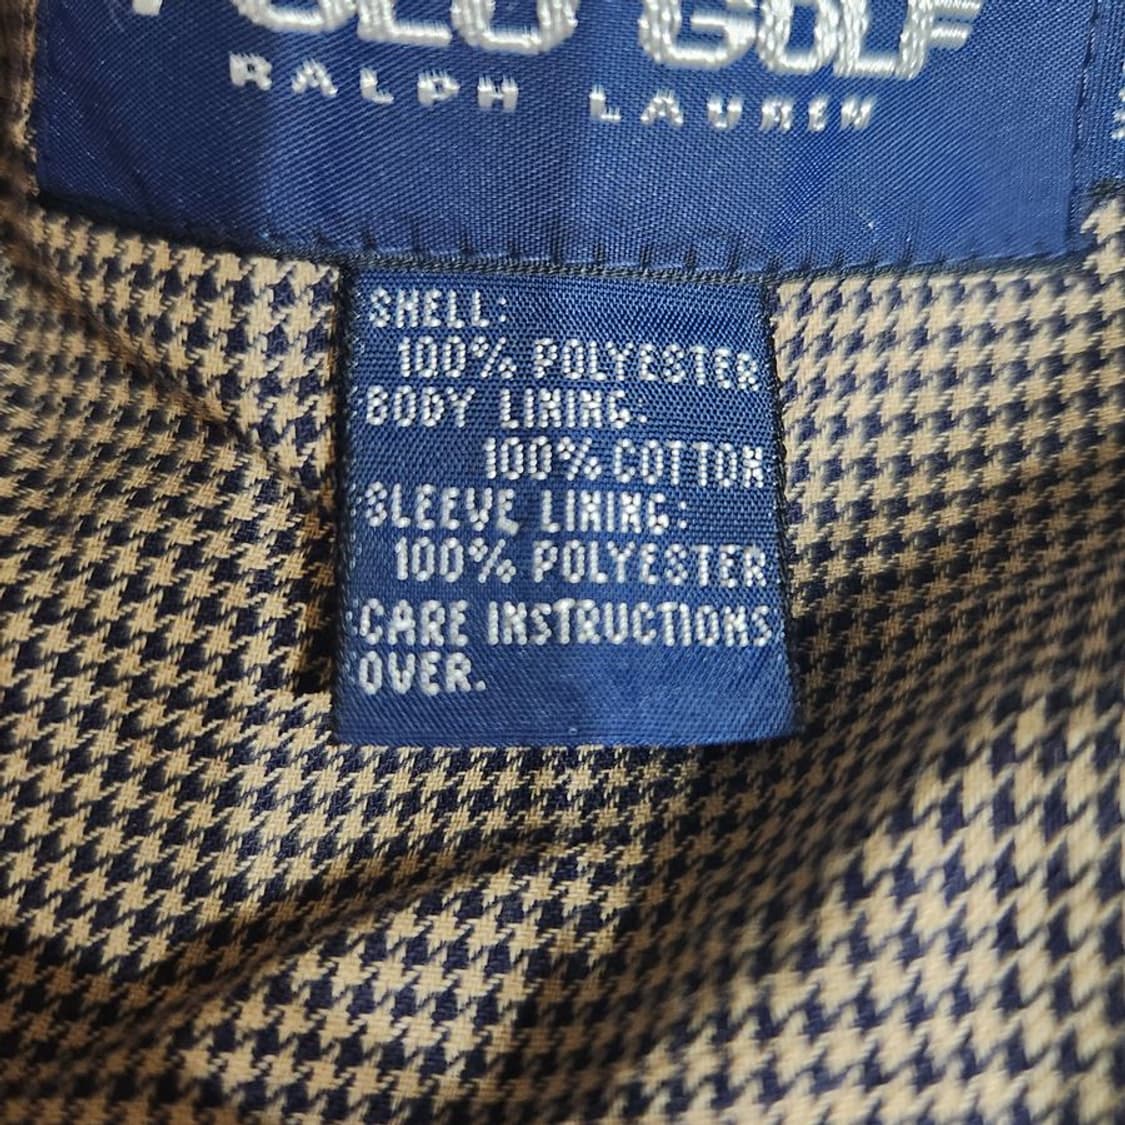 POLO GOLF
RALPH LAUREN
SHELL:
100% POLYESTER
BODY LINING:
100% COTTON
SLEEVE LINING:
100% POLYESTER
CARE INSTRUCTIONS
OVER.